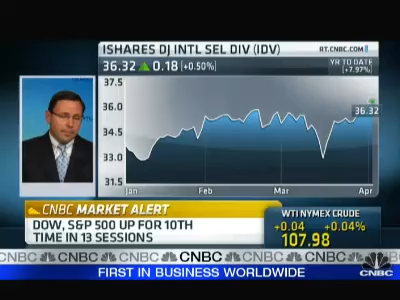 ISHARES DJ INTL SEL DIV (IDV)
RT.CNBC.COM
36.32 ▲ 0.18 [+0.50%]
YR TO DATE
[+7.97%]
37.5
36.0
34.5
33.0
31.5
36.32
Jan Feb Mar Apr
CNBC MARKET ALERT
DOW, S&P 500 UP FOR 10TH
TIME IN 13 SESSIONS
WTI NYMEX CRUDE
+0.04 +0.04%
107.98
CNBC CNBC CNBC CNBC CNBC CNBC
CNBC
FIRST IN BUSINESS WORLDWIDE